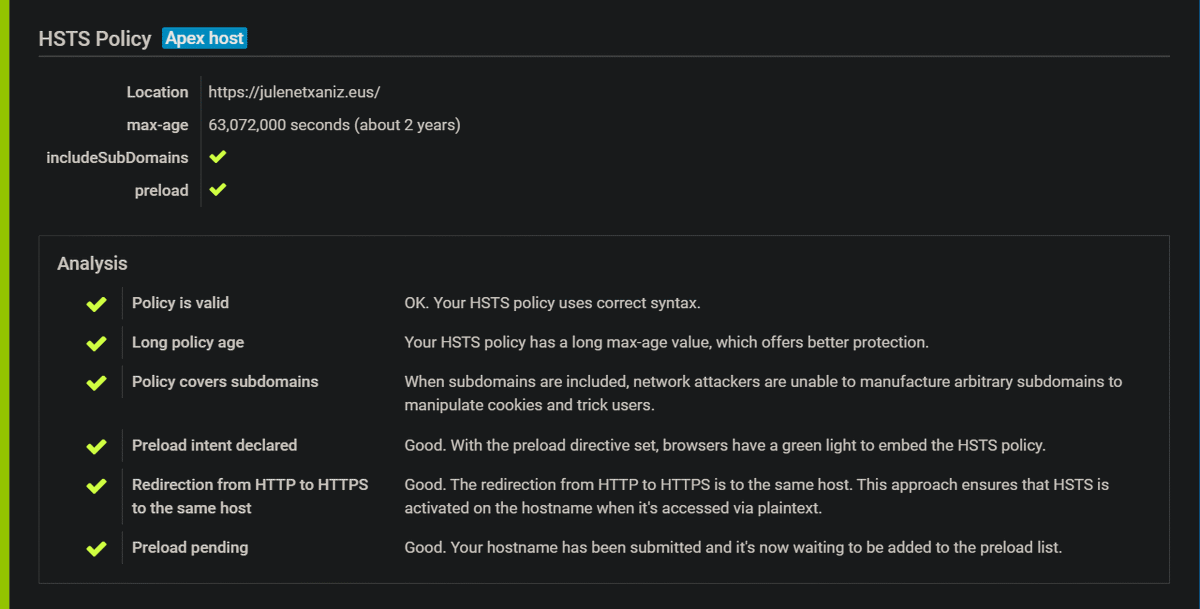 HSTS Policy Apex host
Location https://julenetxaniz.eus/
max-age 63,072,000 seconds (about 2 years)
includeSubDomains
preload
Analysis
Policy is valid OK. Your HSTS policy uses correct syntax.
Long policy age Your HSTS policy has a long max-age value, which offers better protection.
Policy covers subdomains When subdomains are included, network attackers are unable to manufacture arbitrary subdomains to
manipulate cookies and trick users.
Preload intent declared Good. With the preload directive set, browsers have a green light to embed the HSTS policy.
Redirection from HTTP to HTTPS Good. The redirection from HTTP to HTTPS is to the same host. This approach ensures that HSTS is
to the same host activated on the hostname when it's accessed via plaintext.
Preload pending Good. Your hostname has been submitted and it's now waiting to be added to the preload list.